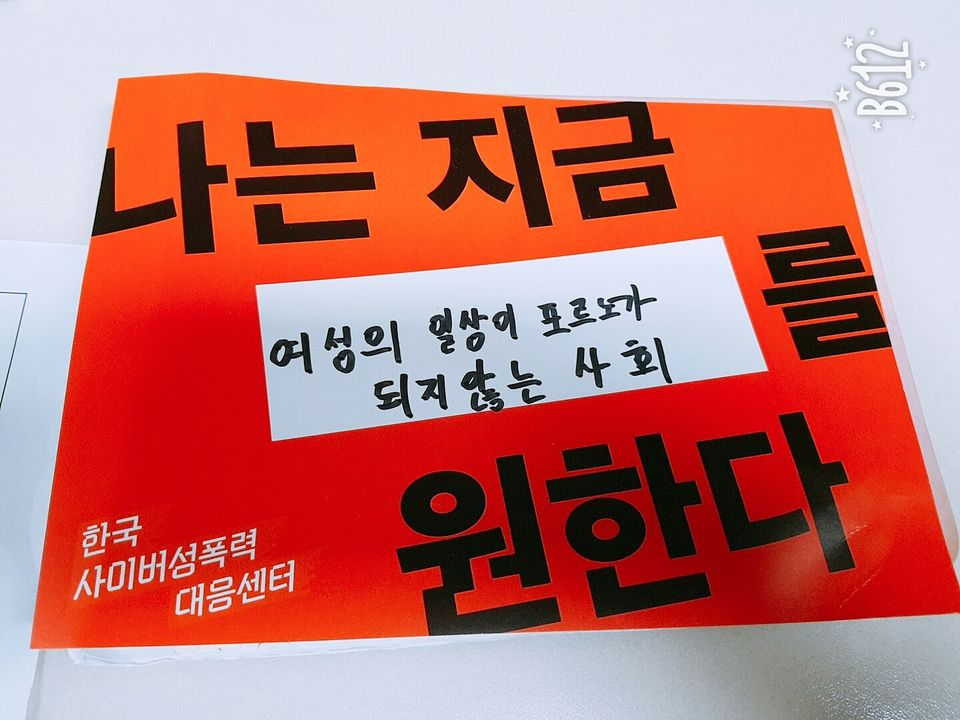 나는 지금
여성의 일상이 포르노가
되지 않는 사회
를
원한다
한국
사이버성폭력
대응센터
B612